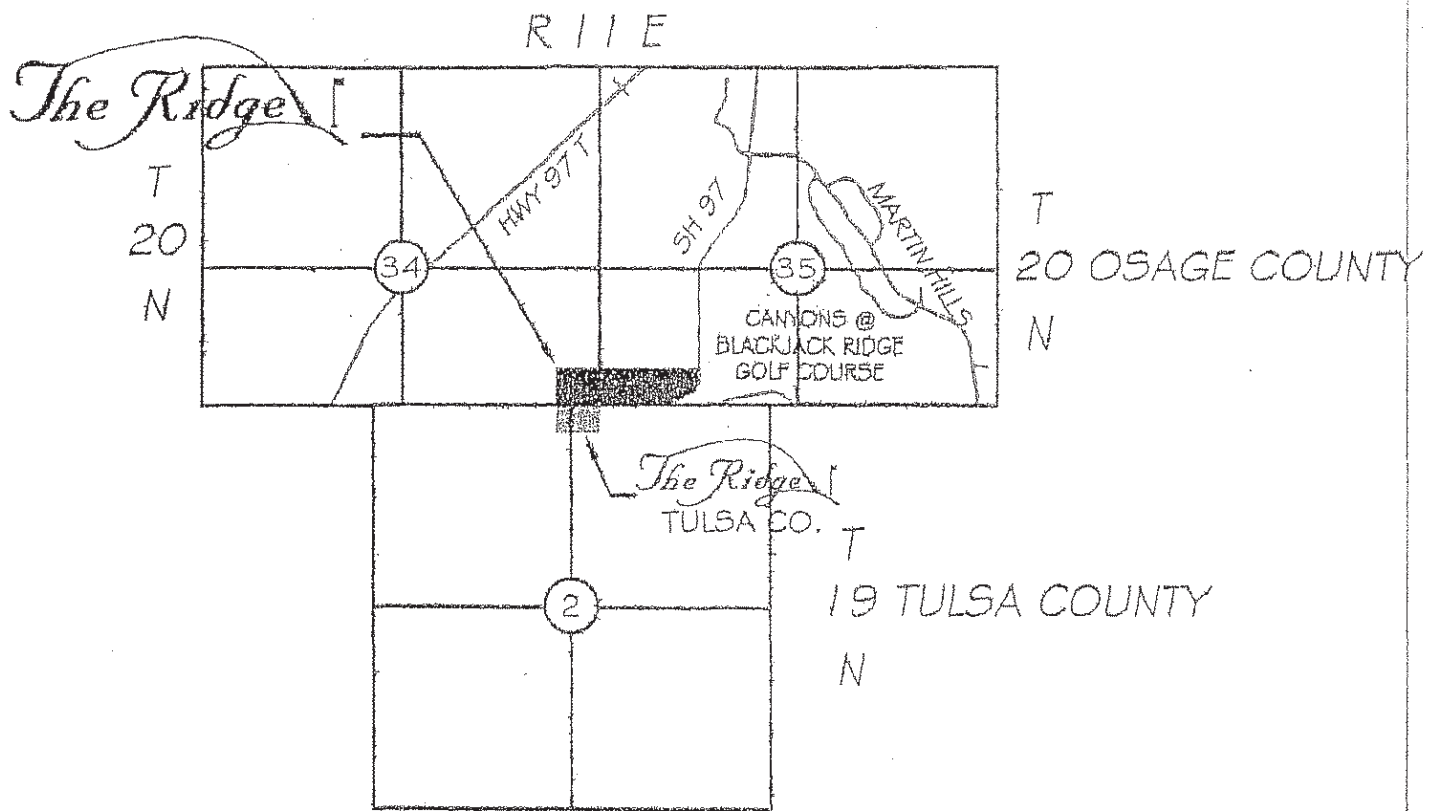 R 11 E
The Ridge
T
20
N
HWY 97 T
SH 97
MARTIN HILLS
34
35
T
20 OSAGE COUNTY
N
CANYONS @
BLACKJACK RIDGE
GOLF COURSE
The Ridge
TULSA CO.
T
19 TULSA COUNTY
N
2